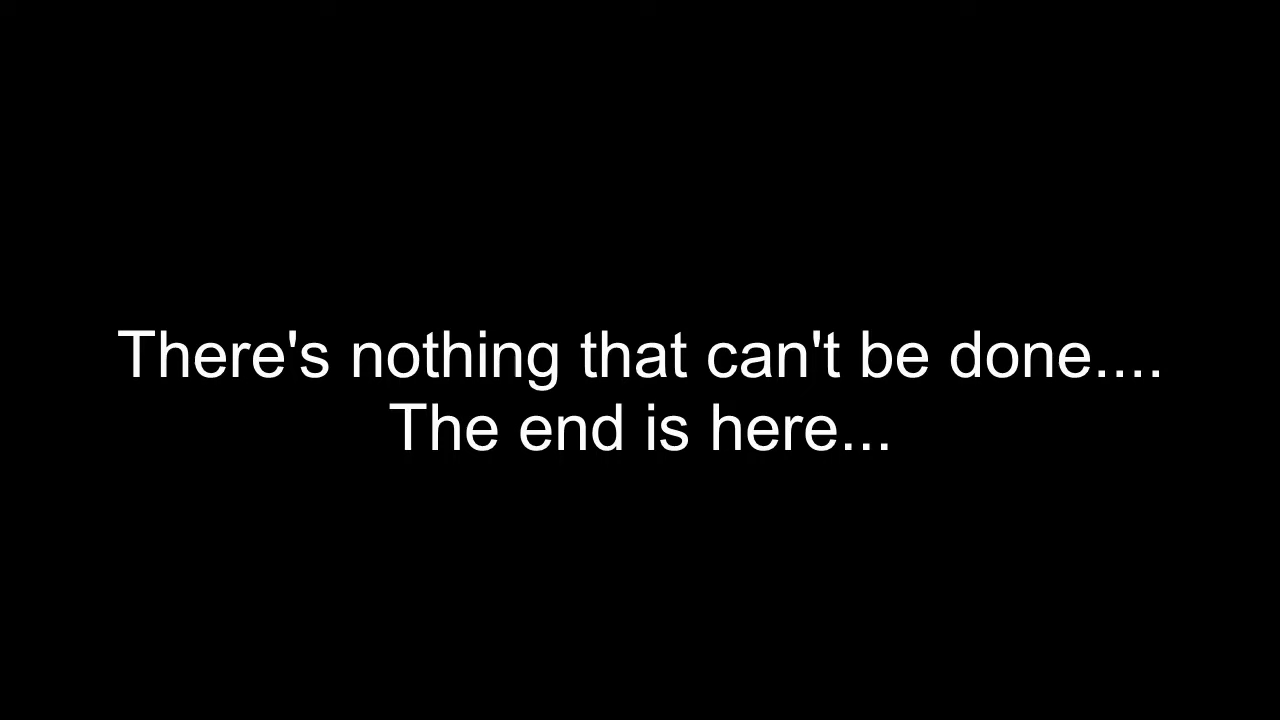 There's nothing that can't be done....
The end is here...